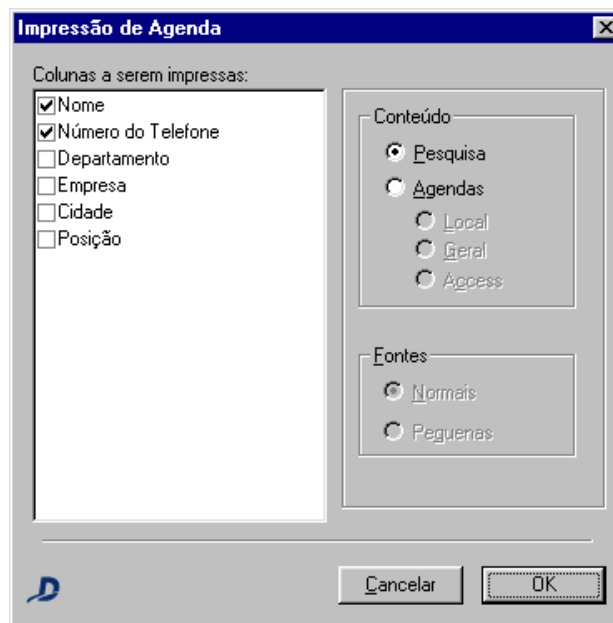 Impressão de Agenda
Colunas a serem impressas:
Nome
Número do Telefone
Departamento
Empresa
Cidade
Posição
Conteúdo
Pesquisa
Agendas
Local
Geral
Access
Fontes
Normais
Pequenas
Cancelar
OK